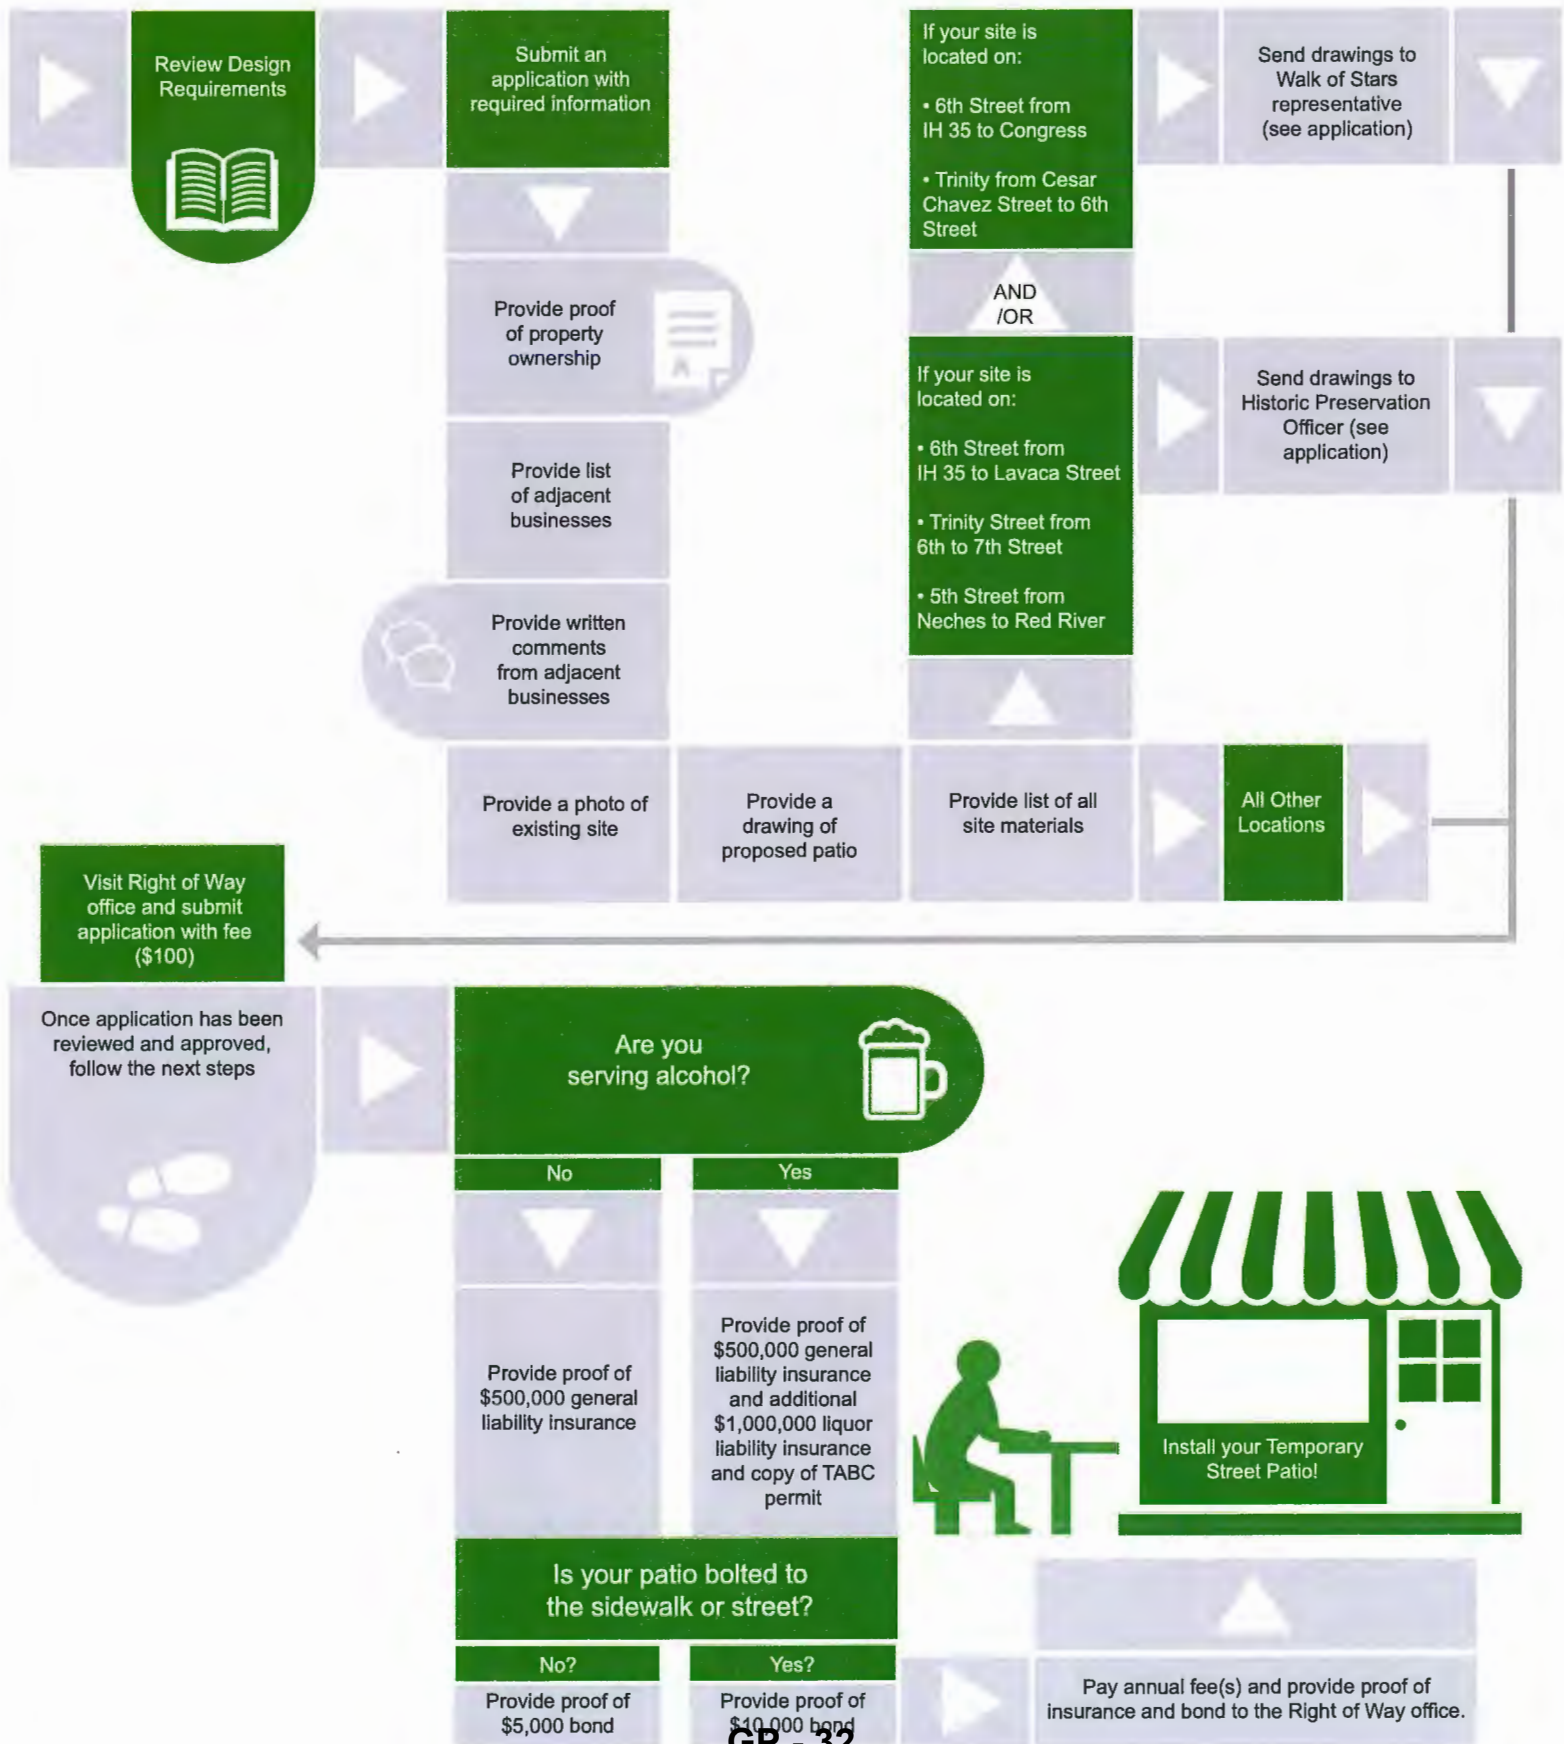 Review Design
Requirements
Submit an
application with
required information
Provide proof
of property
ownership
Provide list
of adjacent
businesses
Provide written
comments
from adjacent
businesses
Provide a photo of
existing site
Provide a
drawing of
proposed patio
Provide list of all
site materials
If your site is
located on:
• 6th Street from
IH 35 to Lavaca Street
• Trinity Street from
6th to 7th Street
• 5th Street from
Neches to Red River
Send drawings to
Historic Preservation
Officer (see
application)
AND
/OR
If your site is
located on:
• 6th Street from
IH 35 to Congress
• Trinity from Cesar
Chavez Street to 6th
Street
Send drawings to
Walk of Stars
representative
(see application)
All Other
Locations
Visit Right of Way
office and submit
application with fee
($100)
Once application has been
reviewed and approved,
follow the next steps
Are you
serving alcohol?
No
Provide proof of
$500,000 general
liability insurance
Yes
Provide proof of
$500,000 general
liability insurance
and additional
$1,000,000 liquor
liability insurance
and copy of TABC
permit
Is your patio bolted to
the sidewalk or street?
No?
Provide proof of
$5,000 bond
Yes?
Provide proof of
$10,000 bond
Pay annual fee(s) and provide proof of
insurance and bond to the Right of Way office.
Install your Temporary
Street Patio!
GP - 32